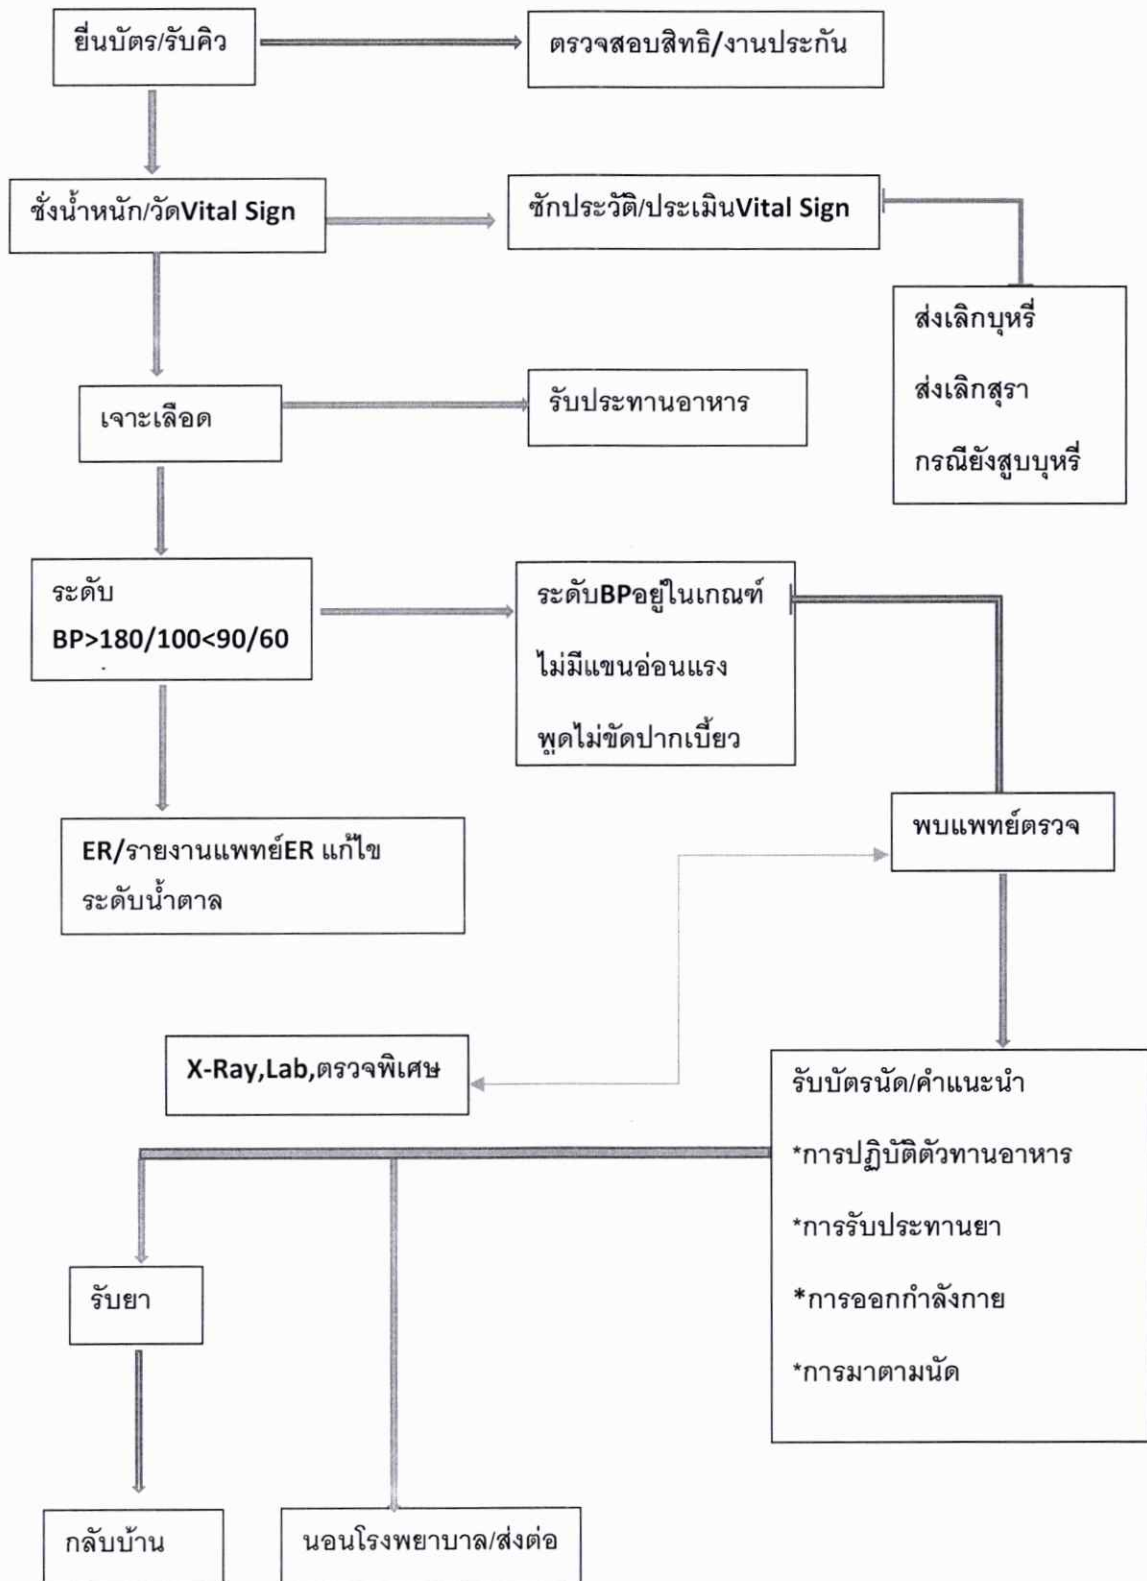 ยื่นบัตร/รับคิว
ตรวจสอบสิทธิ/งานประกัน
ชั่งน้ำหนัก/วัดVital Sign
ซักประวัติ/ประเมินVital Sign
ส่งเลิกบุหรี่
ส่งเลิกสุรา
กรณียังสูบบุหรี่
เจาะเลือด
รับประทานอาหาร
ระดับ
BP>180/100<90/60
ระดับBPอยู่ในเกณฑ์
ไม่มีแขนอ่อนแรง
พูดไม่ขัดปากเบี้ยว
พบแพทย์ตรวจ
ER/รายงานแพทย์ER แก้ไข
ระดับน้ำตาล
X-Ray,Lab,ตรวจพิเศษ
รับบัตรนัด/คำแนะนำ
*การปฏิบัติตัวทานอาหาร
*การรับประทานยา
*การออกกำลังกาย
*การมาตามนัด
รับยา
กลับบ้าน
นอนโรงพยาบาล/ส่งต่อ